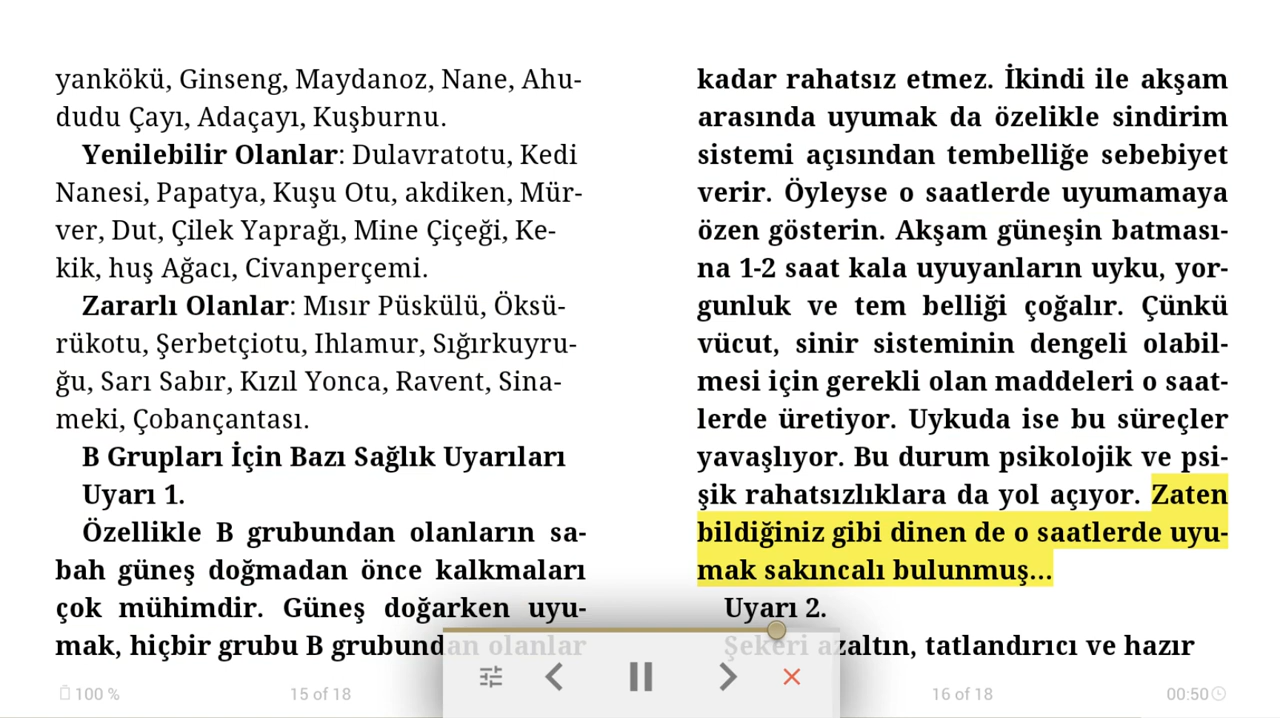 yankökü, Ginseng, Maydanoz, Nane, Ahu-
dudu Çayı, Adaçayı, Kuşburnu.
Yenilebilir Olanlar: Dulavratotu, Kedi
Nanesi, Papatya, Kuşu Otu, akdiken, Mür-
ver, Dut, Çilek Yaprağı, Mine Çiçeği, Ke-
kik, huş Ağacı, Civanperçemi.
Zararlı Olanlar: Mısır Püskülü, Öksü-
rükotu, Şerbetçiotu, Ihlamur, Sığırkuyru-
ğu, Sarı Sabır, Kızıl Yonca, Ravent, Sina-
meki, Çobançantası.
B Grupları İçin Bazı Sağlık Uyarıları
Uyarı 1.
Özellikle B grubundan olanların sa-
bah güneş doğmadan önce kalkmaları
çok mühimdir. Güneş doğarken uyu-
mak, hiçbir grubu B grubundan olanlar
kadar rahatsız etmez. İkindi ile akşam
arasında uyumak da özelikle sindirim
sistemi açısından tembelliğe sebebiyet
verir. Öyleyse o saatlerde uyumamaya
özen gösterin. Akşam güneşin batması-
na 1-2 saat kala uyuyanların uyku, yor-
gunluk ve tem belliği çoğalır. Çünkü
vücut, sinir sisteminin dengeli olabil-
mesi için gerekli olan maddeleri o saat-
lerde üretiyor. Uykuda ise bu süreçler
yavaşlıyor. Bu durum psikolojik ve psi-
şik rahatsızlıklara da yol açıyor. Zaten
bildiğiniz gibi dinen de o saatlerde uyu-
mak sakıncalı bulunmuş...
Uyarı 2.
Şekeri azaltın, tatlandırıcı ve hazır
100 %
15 of 18
16 of 18
00:50